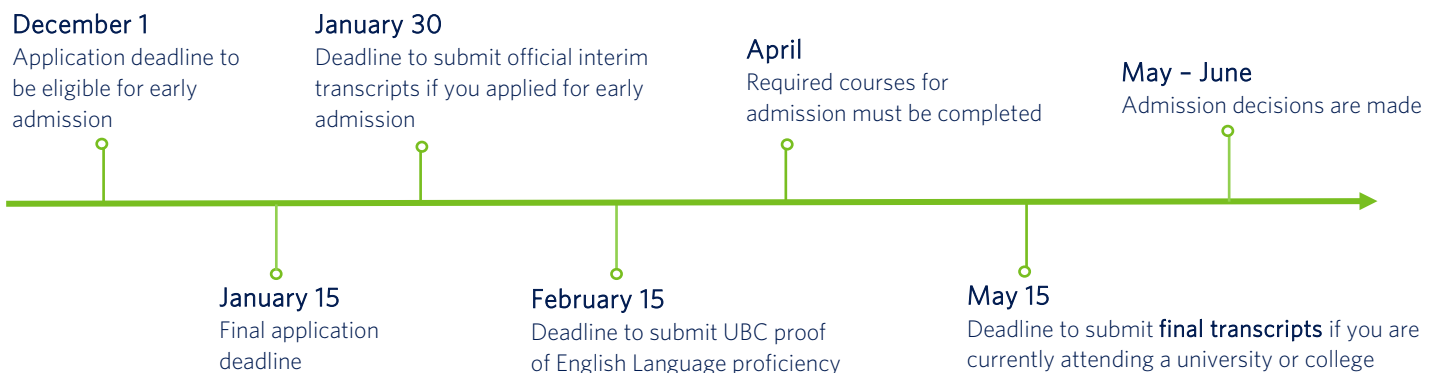 December 1
Application deadline to
be eligible for early
admission
January 15
Final application
deadline
January 30
Deadline to submit official interim
transcripts if you applied for early
admission
February 15
Deadline to submit UBC proof
of English Language proficiency
April
Required courses for
admission must be completed
May 15
Deadline to submit final transcripts if you are
currently attending a university or college
May – June
Admission decisions are made